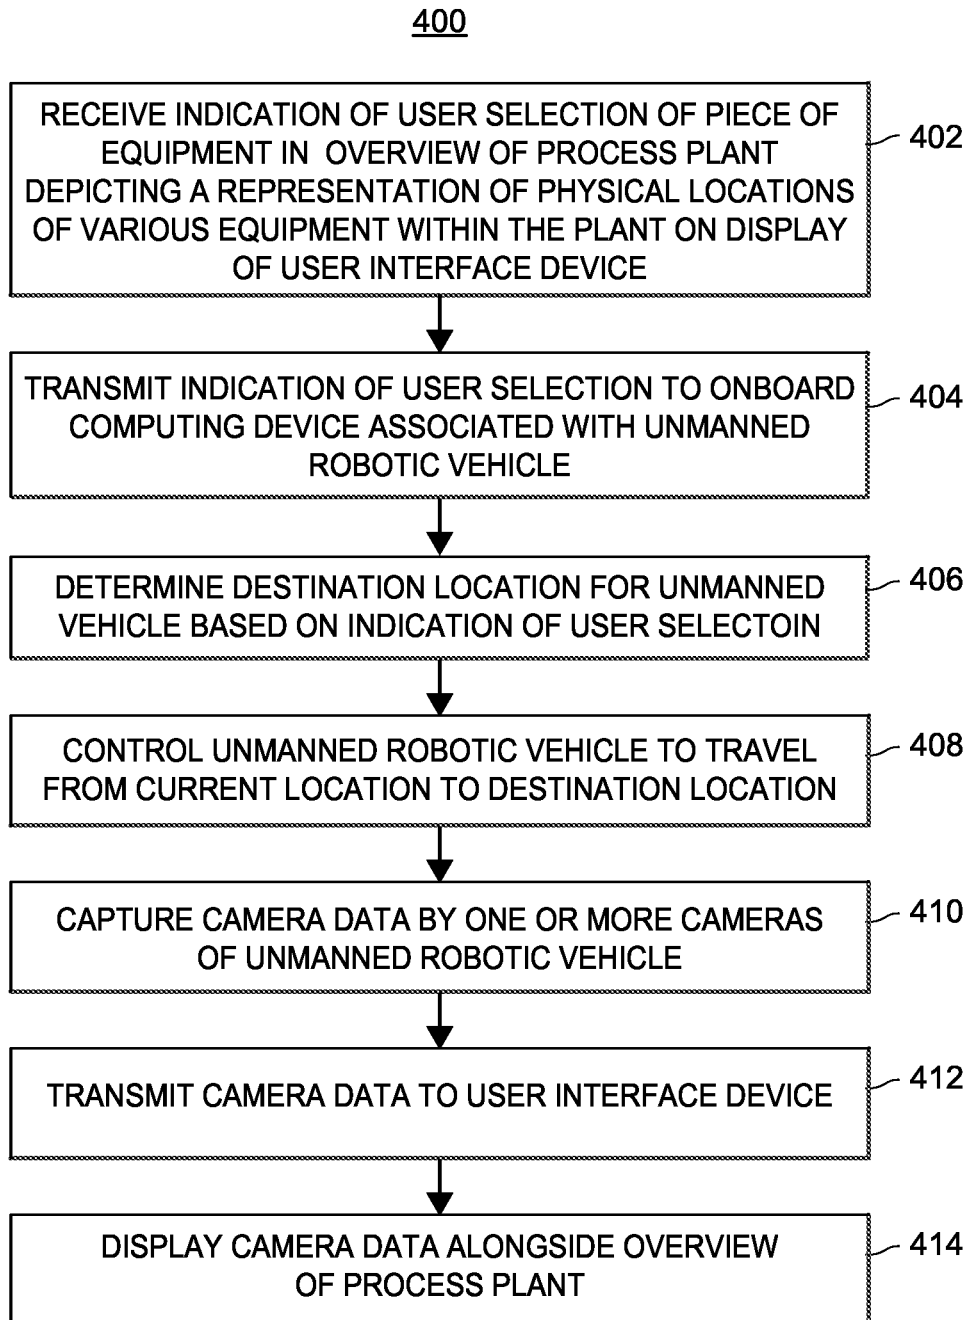 400
RECEIVE INDICATION OF USER SELECTION OF PIECE OF
EQUIPMENT IN OVERVIEW OF PROCESS PLANT
DEPICTING A REPRESENTATION OF PHYSICAL LOCATIONS
OF VARIOUS EQUIPMENT WITHIN THE PLANT ON DISPLAY
OF USER INTERFACE DEVICE
402
TRANSMIT INDICATION OF USER SELECTION TO ONBOARD
COMPUTING DEVICE ASSOCIATED WITH UNMANNED
ROBOTIC VEHICLE
404
DETERMINE DESTINATION LOCATION FOR UNMANNED
VEHICLE BASED ON INDICATION OF USER SELECTOIN
406
CONTROL UNMANNED ROBOTIC VEHICLE TO TRAVEL
FROM CURRENT LOCATION TO DESTINATION LOCATION
408
CAPTURE CAMERA DATA BY ONE OR MORE CAMERAS
OF UNMANNED ROBOTIC VEHICLE
410
TRANSMIT CAMERA DATA TO USER INTERFACE DEVICE
412
DISPLAY CAMERA DATA ALONGSIDE OVERVIEW
OF PROCESS PLANT
414